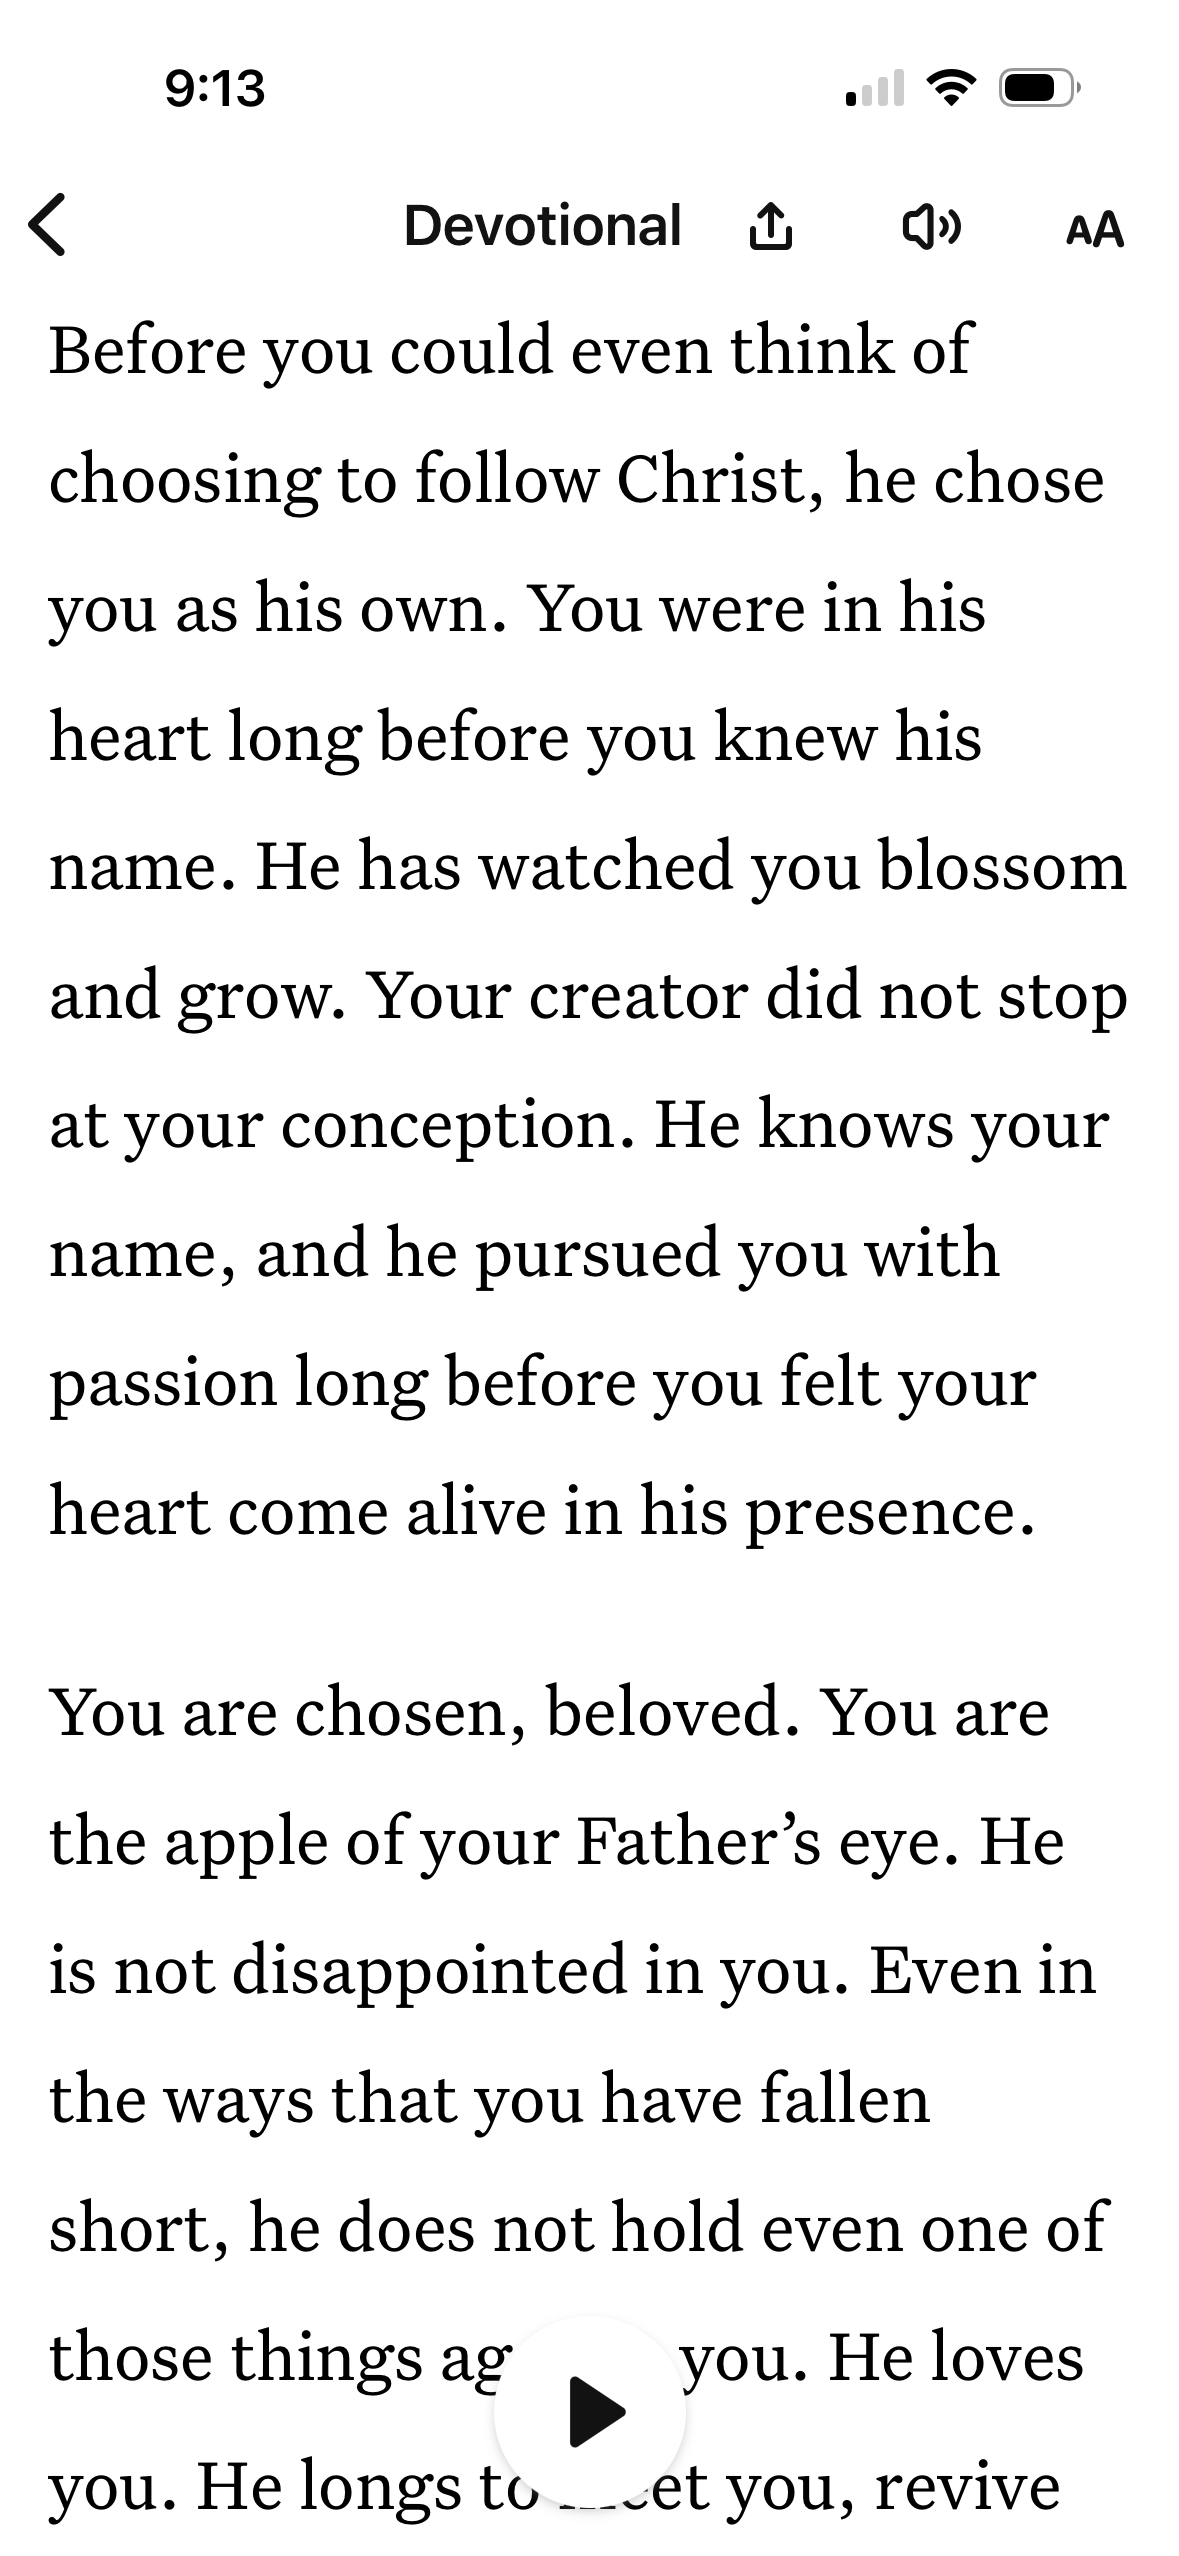 9:13
Devotional AA
Before you could even think of
choosing to follow Christ, he chose
you as his own. You were in his
heart long before you knew his
name. He has watched you blossom
and grow. Your creator did not stop
at your conception. He knows your
name, and he pursued you with
passion long before you felt your
heart come alive in his presence.
You are chosen, beloved. You are
the apple of your Father’s eye. He
is not disappointed in you. Even in
the ways that you have fallen
short, he does not hold even one of
those things ag you. He loves
you. He longs to you, revive